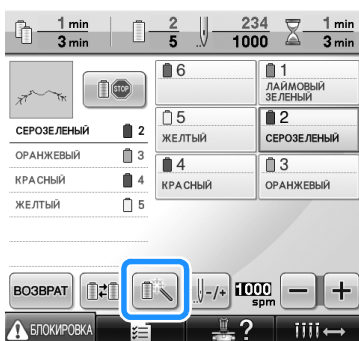 1 min
3 min
2
5
234
1000
1 min
3 min
STOP
СЕРОЗЕЛЕНЫЙ 2
ОРАНЖЕВЫЙ 3
КРАСНЫЙ 4
ЖЕЛТЫЙ 5
6
1
ЛАЙМОВЫЙ
ЗЕЛЕНЫЙ
5
ЖЕЛТЫЙ
2
СЕРОЗЕЛЕНЫЙ
4
КРАСНЫЙ
3
ОРАНЖЕВЫЙ
ВОЗВРАТ
-/+
1000
spm
− +
БЛОКИРОВКА
?